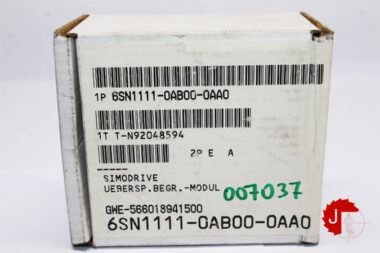 1P 6SN1111-0AB00-0AA0
1T T-N92048594
2P E A
SIMODRIVE
UEBERSP.BEGR.-MODUL
007037
GWE-566018941500
6SN1111-0AB00-0AA0